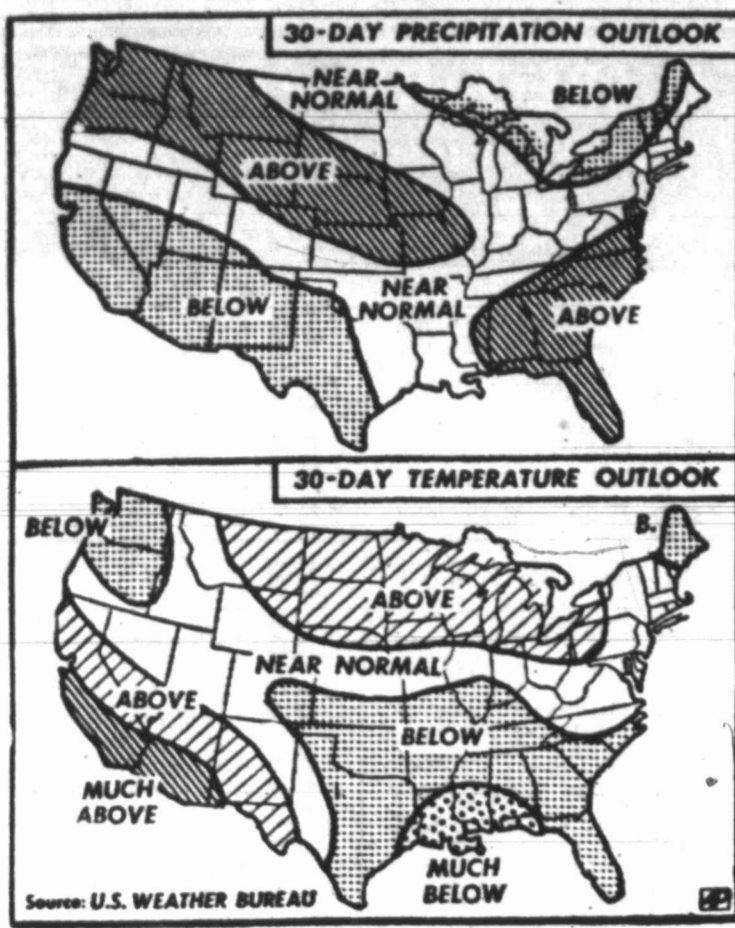 30-DAY PRECIPITATION OUTLOOK
NEAR
NORMAL
BELOW
ABOVE
BELOW
NEAR
NORMAL
ABOVE
30-DAY TEMPERATURE OUTLOOK
BELOW
B.
ABOVE
NEAR NORMAL
ABOVE
BELOW
MUCH
ABOVE
MUCH
BELOW
Source: U.S. WEATHER BUREAU
AP